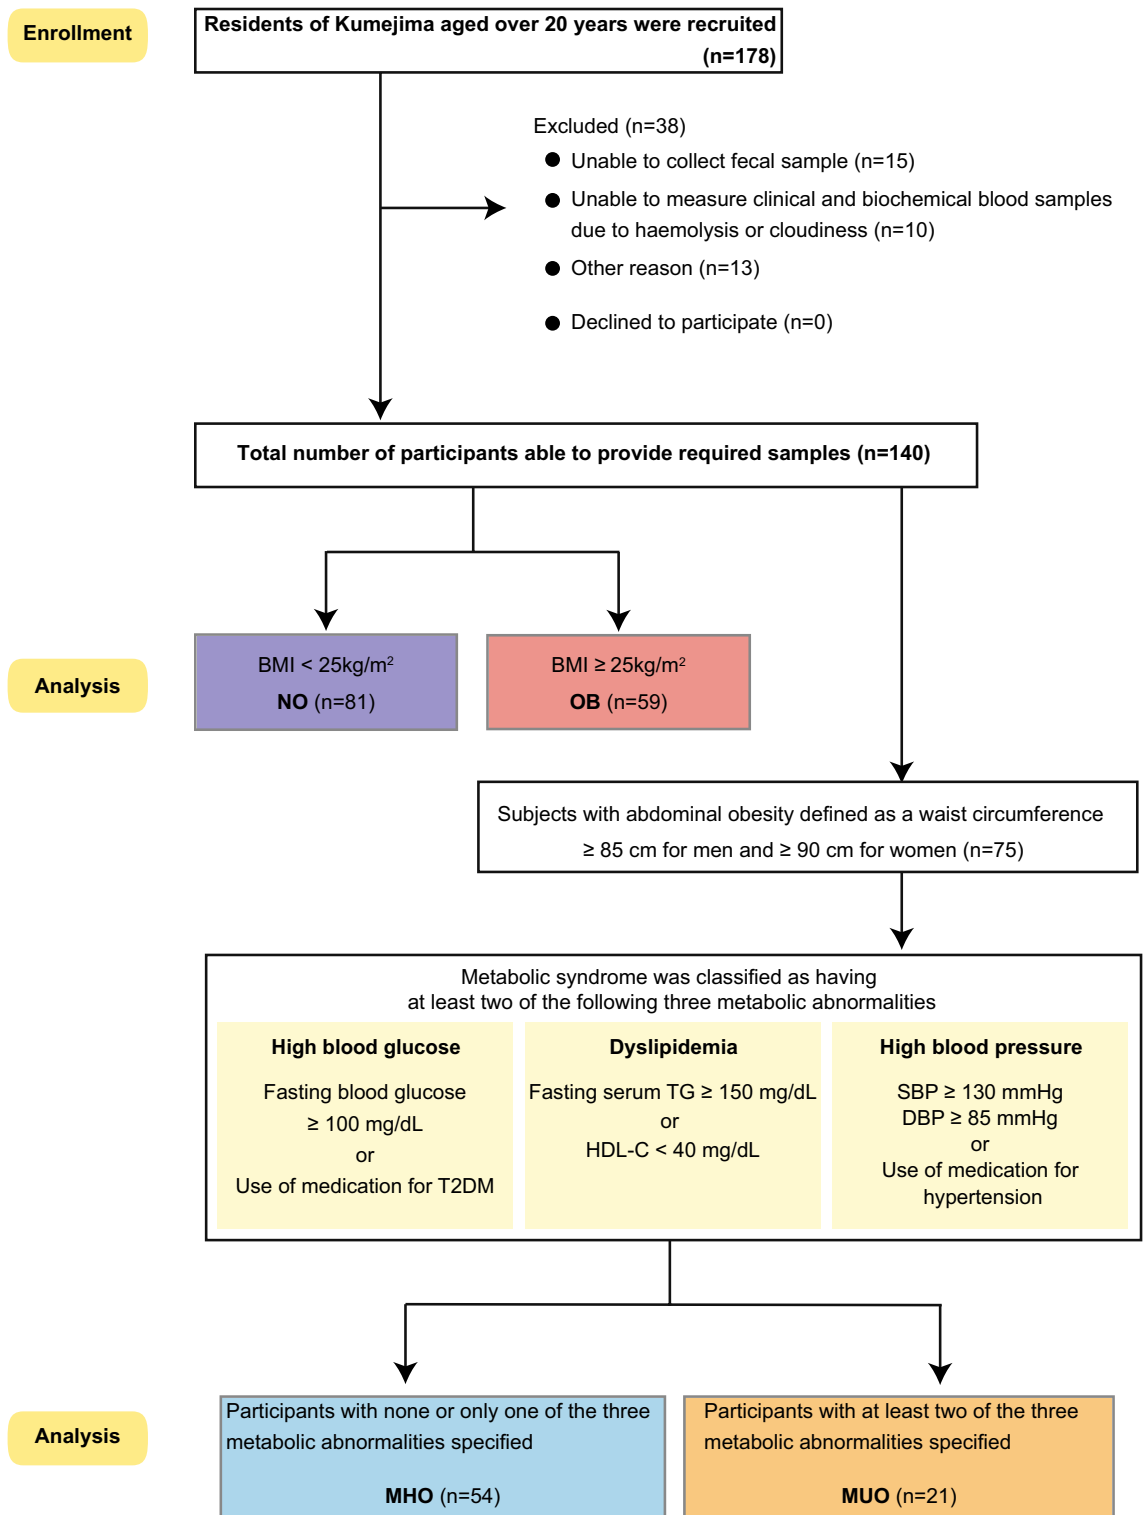 Enrollment
Residents of Kumejima aged over 20 years were recruited
(n=178)
Excluded (n=38)
● Unable to collect fecal sample (n=15)
● Unable to measure clinical and biochemical blood samples
due to haemolysis or cloudiness (n=10)
● Other reason (n=13)
● Declined to participate (n=0)
Total number of participants able to provide required samples (n=140)
Analysis
BMI < 25kg/m²
NO (n=81)
BMI ≥ 25kg/m²
OB (n=59)
Subjects with abdominal obesity defined as a waist circumference
≥ 85 cm for men and ≥ 90 cm for women (n=75)
Metabolic syndrome was classified as having
at least two of the following three metabolic abnormalities
High blood glucose
Fasting blood glucose
≥ 100 mg/dL
or
Use of medication for T2DM
Dyslipidemia
Fasting serum TG ≥ 150 mg/dL
or
HDL-C < 40 mg/dL
High blood pressure
SBP ≥ 130 mmHg
DBP ≥ 85 mmHg
or
Use of medication for
hypertension
Analysis
Participants with none or only one of the three
metabolic abnormalities specified
MHO (n=54)
Participants with at least two of the three
metabolic abnormalities specified
MUO (n=21)